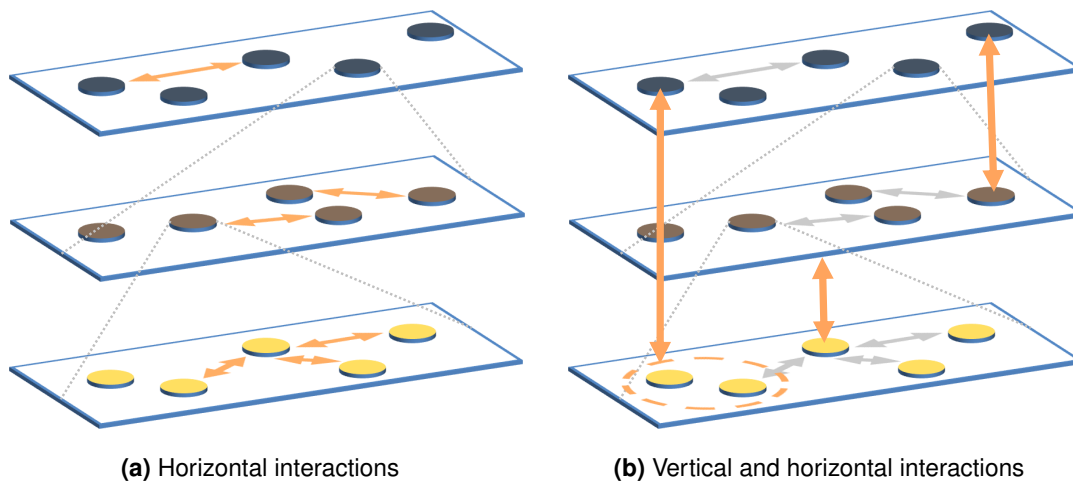 (a) Horizontal interactions
(b) Vertical and horizontal interactions